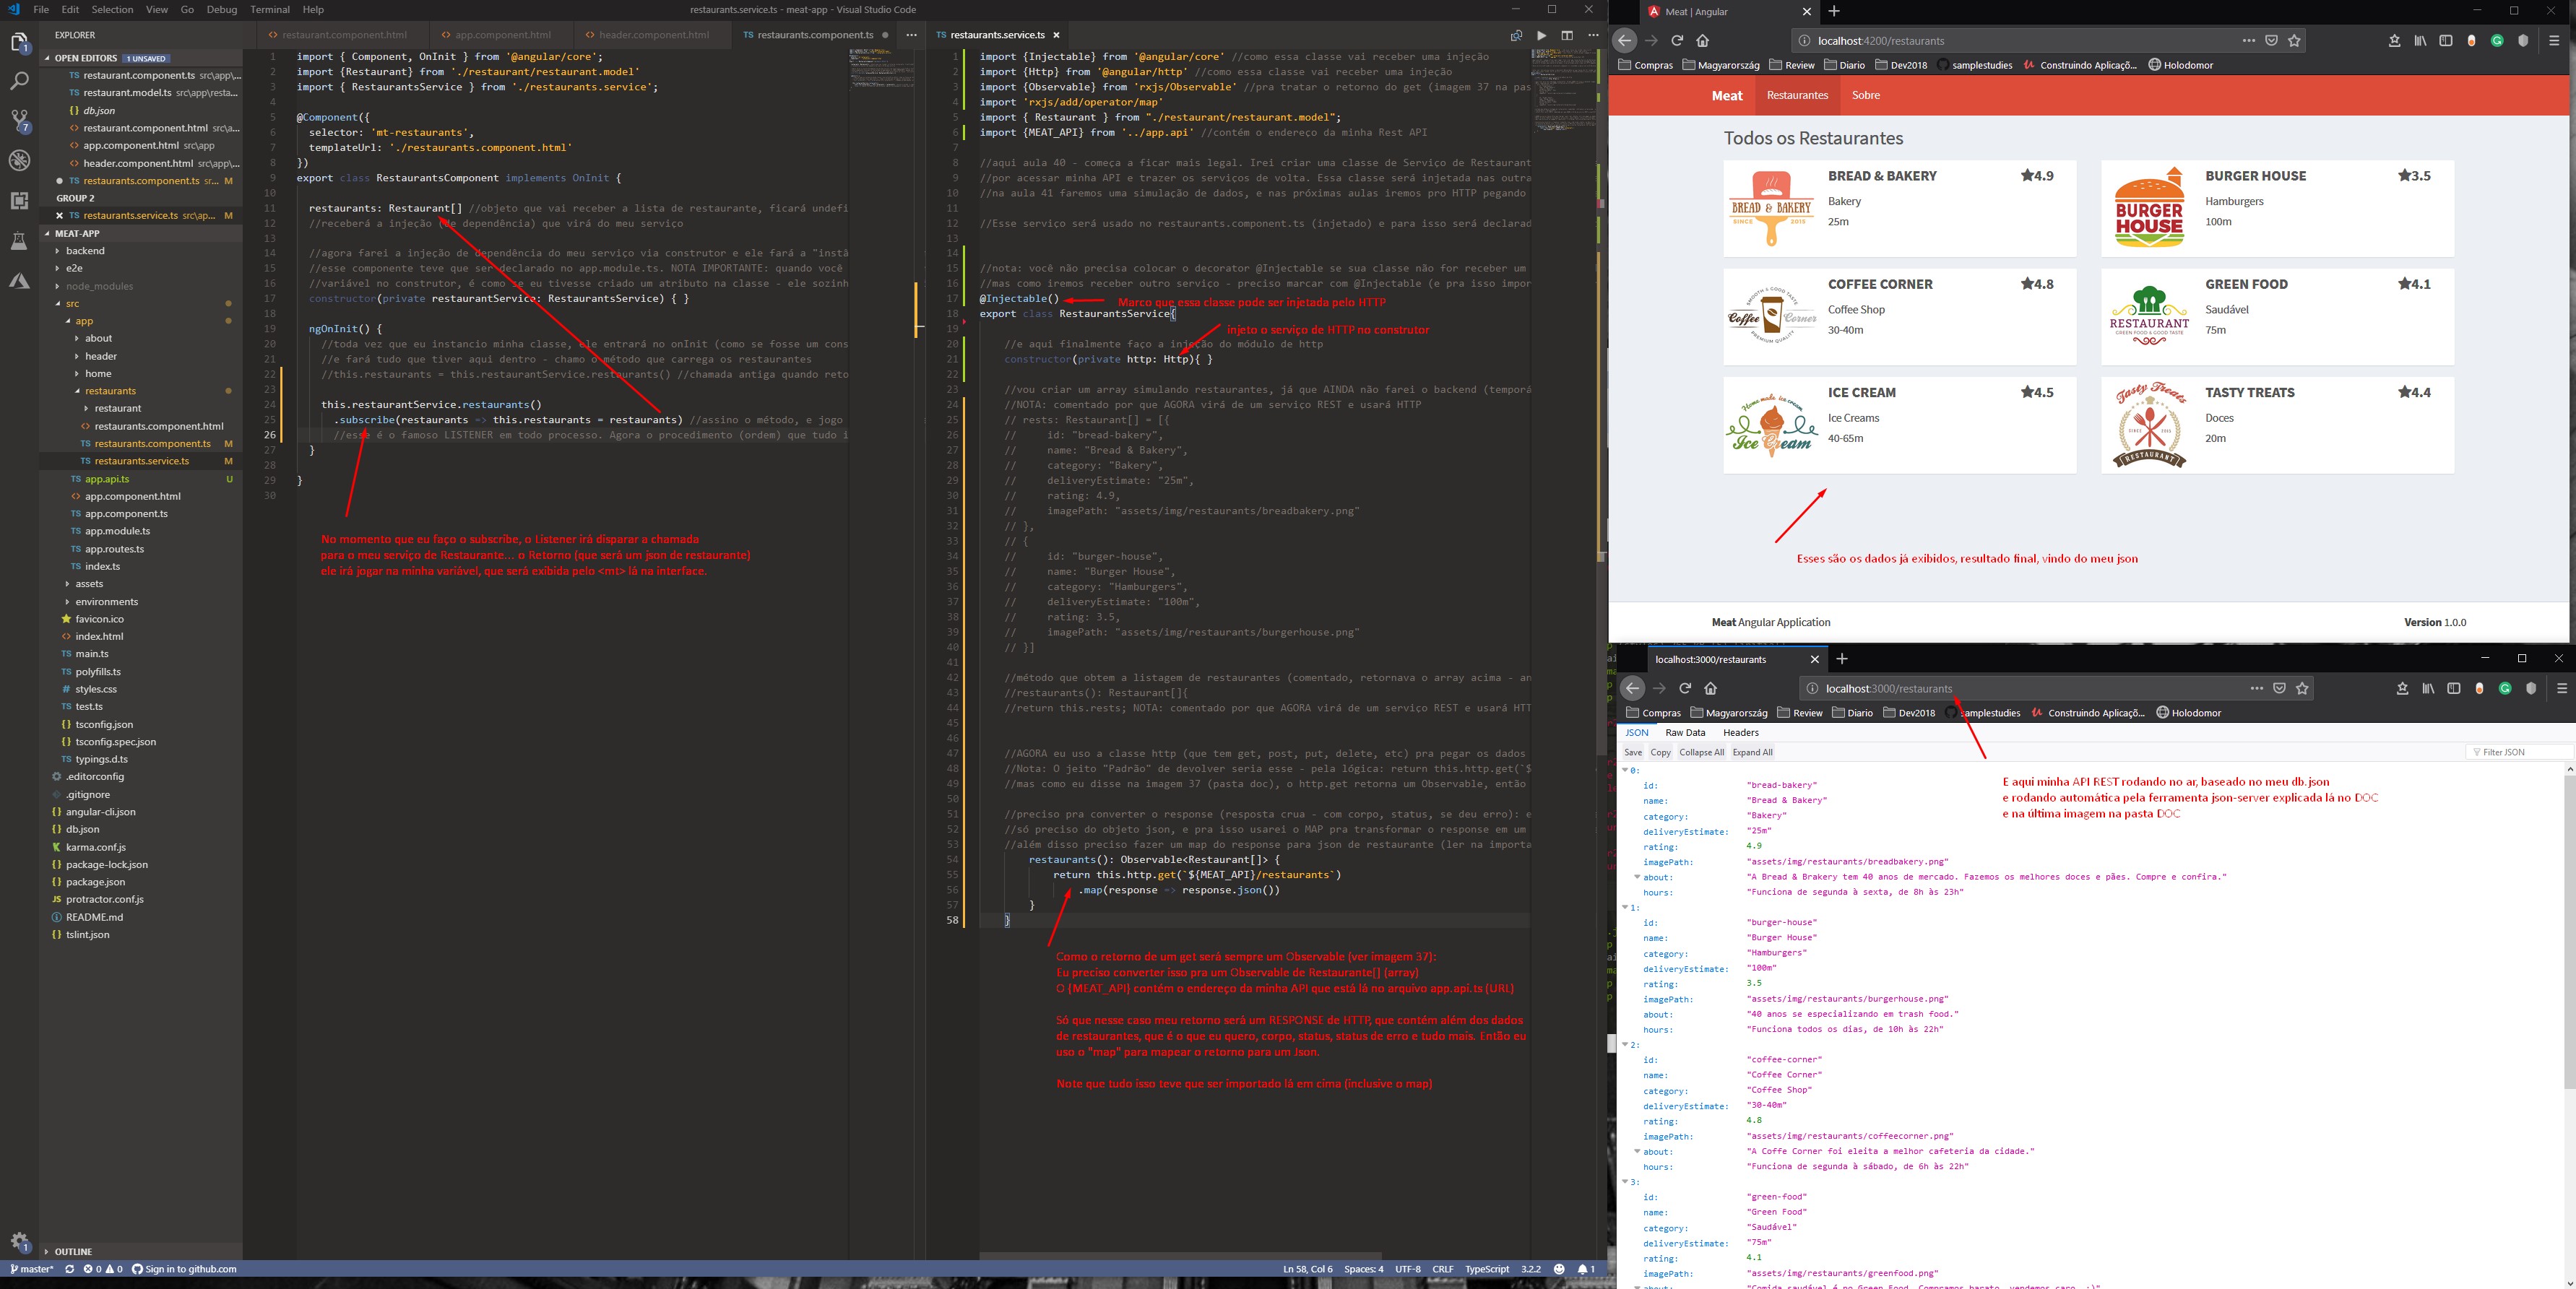 File Edit Selection View Go Debug Terminal Help
restaurants.service.ts - meat-app - Visual Studio Code
EXPLORER
OPEN EDITORS 1 UNSAVED
restaurant.component.ts src\app\...
restaurant.model.ts src\app\resta...
db.json
restaurant.component.html src\a...
app.component.html src\app
header.component.html src\app\...
restaurants.component.ts sr... M
GROUP 2
restaurants.service.ts src\ap... M
MEAT-APP
backend
e2e
node_modules
src
app
about
header
home
restaurants
restaurant
restaurants.component.html
restaurants.component.ts M
restaurants.service.ts M
app.api.ts U
app.component.html
app.component.ts
app.module.ts
app.routes.ts
index.ts
assets
environments
favicon.ico
index.html
main.ts
polyfills.ts
styles.css
test.ts
tsconfig.json
tsconfig.spec.json
typings.d.ts
.editorconfig
.gitignore
angular-cli.json
db.json
karma.conf.js
package-lock.json
package.json
protractor.conf.js
README.md
tslint.json
OUTLINE
master* 0 0 Sign in to github.com
restaurant.component.html app.component.html header.component.html restaurants.component.ts
1 import { Component, OnInit } from '@angular/core';
2 import {Restaurant} from './restaurant/restaurant.model'
3 import { RestaurantsService } from './restaurants.service';
4
5 @Component({
6 selector: 'mt-restaurants',
7 templateUrl: './restaurants.component.html'
8 })
9 export class RestaurantsComponent implements OnInit {
10
11 restaurants: Restaurant[] //objeto que vai receber a lista de restaurante, ficará undefi
12 //receberá a injeção (de dependência) que virá do meu serviço
13
14 //agora farei a injeção de dependência do meu serviço via construtor e ele fará a "instâ
15 //esse componente teve que ser declarado no app.module.ts. NOTA IMPORTANTE: quando você
16 //variável no construtor, é como se eu tivesse criado um atributo na classe - ele sozinh
17 constructor(private restaurantService: RestaurantsService) { }
18
19 ngOnInit() {
20 //toda vez que eu instancio minha classe, ele entrará no onInit (como se fosse um cons
21 //e fará tudo que tiver aqui dentro - chamo o método que carrega os restaurantes
22 //this.restaurants = this.restaurantService.restaurants() //chamada antiga quando reto
23
24 this.restaurantService.restaurants()
25 .subscribe(restaurants => this.restaurants = restaurants) //assino o método, e jogo
26 //esse é o famoso LISTENER em todo processo. Agora o procedimento (ordem) que tudo i
27 }
28
29 }
30
No momento que eu faço o subscribe, o Listener irá disparar a chamada
para o meu serviço de Restaurante... o Retorno (que será um json de restaurante)
ele irá jogar na minha variável, que será exibida pelo <mt> lá na interface.
restaurants.service.ts
1 import {Injectable} from '@angular/core' //como essa classe vai receber uma injeção
2 import {Http} from '@angular/http' //como essa classe vai receber uma injeção
3 import {Observable} from 'rxjs/Observable' //pra tratar o retorno do get (imagem 37 na pas
4 import 'rxjs/add/operator/map'
5 import { Restaurant } from "./restaurant/restaurant.model";
6 import {MEAT_API} from '../app.api' //contém o endereço da minha Rest API
7
8 //aqui aula 40 - começa a ficar mais legal. Irei criar uma classe de Serviço de Restaurant
9 //por acessar minha API e trazer os serviços de volta. Essa classe será injetada nas outra
10 //na aula 41 faremos uma simulação de dados, e nas próximas aulas iremos pro HTTP pegando
11
12 //Esse serviço será usado no restaurants.component.ts (injetado) e para isso será declarad
13
14
15 //nota: você não precisa colocar o decorator @Injectable se sua classe não for receber um
16 //mas como iremos receber outro serviço - preciso marcar com @Injectable (e pra isso impor
17 @Injectable() Marco que essa classe pode ser injetada pelo HTTP
18 export class RestaurantsService{
19 injeto o serviço de HTTP no construtor
20 //e aqui finalmente faço a injeção do módulo de http
21 constructor(private http: Http){ }
22
23 //vou criar um array simulando restaurantes, já que AINDA não farei o backend (temporá
24 //NOTA: comentado por que AGORA virá de um serviço REST e usará HTTP
25 // rests: Restaurant[] = [{
26 // id: "bread-bakery",
27 // name: "Bread & Bakery",
28 // category: "Bakery",
29 // deliveryEstimate: "25m",
30 // rating: 4.9,
31 // imagePath: "assets/img/restaurants/breadbakery.png"
32 // },
33 // {
34 // id: "burger-house",
35 // name: "Burger House",
36 // category: "Hamburgers",
37 // deliveryEstimate: "100m",
38 // rating: 3.5,
39 // imagePath: "assets/img/restaurants/burgerhouse.png"
40 // }]
41
42 //método que obtem a listagem de restaurantes (comentado, retornava o array acima - an
43 //restaurants(): Restaurant[]{
44 //return this.rests; NOTA: comentado por que AGORA virá de um serviço REST e usará HTT
45
46
47 //AGORA eu uso a classe http (que tem get, post, put, delete, etc) pra pegar os dados
48 //Nota: O jeito "Padrão" de devolver seria esse - pela lógica: return this.http.get(`$
49 //mas como eu disse na imagem 37 (pasta doc), o http.get retorna um Observable, então
50
51 //preciso pra converter o response (resposta crua - com corpo, status, se deu erro): e
52 //só preciso do objeto json, e pra isso usarei o MAP pra transformar o response em um
53 //além disso preciso fazer um map do response para json de restaurante (ler na importa
54 restaurants(): Observable<Restaurant[]> {
55 return this.http.get(`${MEAT_API}/restaurants`)
56 .map(response => response.json())
57 }
58 }
Como o retorno de um get será sempre um Observable (ver imagem 37):
Eu preciso converter isso pra um Observable de Restaurante[] (array)
O {MEAT_API} contém o endereço da minha API que está lá no arquivo app.api.ts (URL)
Só que nesse caso meu retorno será um RESPONSE de HTTP, que contém além dos dados
de restaurantes, que é o que eu quero, corpo, status, status de erro e tudo mais. Então eu
uso o "map" para mapear o retorno para um Json.
Note que tudo isso teve que ser importado lá em cima (inclusive o map)
Ln 58, Col 6 Spaces: 4 UTF-8 CRLF TypeScript 3.2.2 1
Meat | Angular
localhost:4200/restaurants
Compras Magyarország Review Diario Dev2018 samplestudies Construindo Aplicaçõ... Holodomor
Meat Restaurantes Sobre
Todos os Restaurantes
BREAD & BAKERY 4.9
Bakery
25m
BREAD & BAKERY
SINCE 2015
BURGER HOUSE 3.5
Hamburgers
100m
BURGER HOUSE
COFFEE CORNER 4.8
Coffee Shop
30-40m
SMOOTH & GOOD TASTE
Coffee Corner
PREMIUM QUALITY
GREEN FOOD 4.1
Saudável
75m
RESTAURANT
GREEN FOOD & GOOD TASTE
ICE CREAM 4.5
Ice Creams
40-65m
Home made ice cream
Ice Cream
TASTY TREATS 4.4
Doces
20m
Tasty Treats
RESTAURANT
Esses são os dados já exibidos, resultado final, vindo do meu json
Meat Angular Application Version 1.0.0
localhost:3000/restaurants
localhost:3000/restaurants
Compras Magyarország Review Diario Dev2018 samplestudies Construindo Aplicaçõ... Holodomor
JSON Raw Data Headers
Save Copy Collapse All Expand All Filter JSON
E aqui minha API REST rodando no ar, baseado no meu db.json
e rodando automática pela ferramenta json-server explicada lá no DOC
e na última imagem na pasta DOC
0:
id: "bread-bakery"
name: "Bread & Bakery"
category: "Bakery"
deliveryEstimate: "25m"
rating: 4.9
imagePath: "assets/img/restaurants/breadbakery.png"
about: "A Bread & Brakery tem 40 anos de mercado. Fazemos os melhores doces e pães. Compre e confira."
hours: "Funciona de segunda à sexta, de 8h às 23h"
1:
id: "burger-house"
name: "Burger House"
category: "Hamburgers"
deliveryEstimate: "100m"
rating: 3.5
imagePath: "assets/img/restaurants/burgerhouse.png"
about: "40 anos se especializando em trash food."
hours: "Funciona todos os dias, de 10h às 22h"
2:
id: "coffee-corner"
name: "Coffee Corner"
category: "Coffee Shop"
deliveryEstimate: "30-40m"
rating: 4.8
imagePath: "assets/img/restaurants/coffeecorner.png"
about: "A Coffe Corner foi eleita a melhor cafeteria da cidade."
hours: "Funciona de segunda à sábado, de 6h às 22h"
3:
id: "green-food"
name: "Green Food"
category: "Saudável"
deliveryEstimate: "75m"
rating: 4.1
imagePath: "assets/img/restaurants/greenfood.png"
about: "Comida saudável é no Green Food. Compramos barato, vendemos caro. ;)"